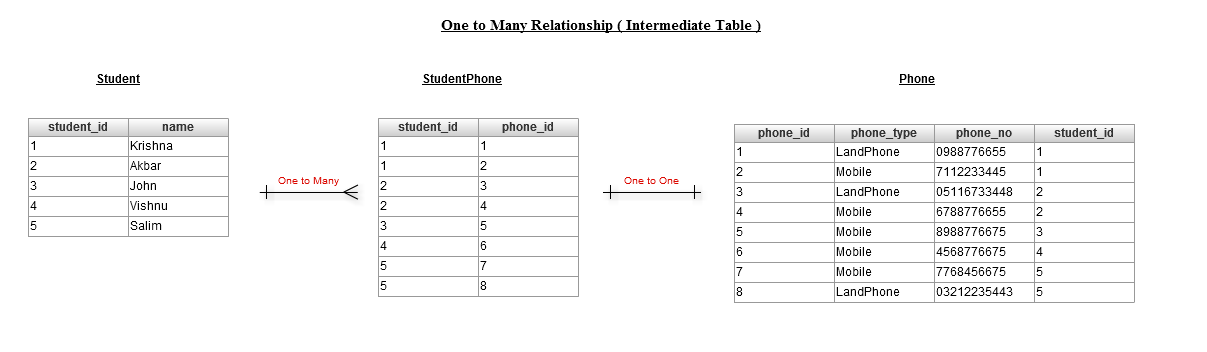 One to Many Relationship ( Intermediate Table )
Student
student_id name
1 Krishna
2 Akbar
3 John
4 Vishnu
5 Salim
One to Many
StudentPhone
student_id phone_id
1 1
1 2
2 3
2 4
3 5
4 6
5 7
5 8
One to One
Phone
phone_id phone_type phone_no student_id
1 LandPhone 0988776655 1
2 Mobile 7112233445 1
3 LandPhone 05116733448 2
4 Mobile 6788776655 2
5 Mobile 8988776675 3
6 Mobile 4568776675 4
7 Mobile 7768456675 5
8 LandPhone 03212235443 5